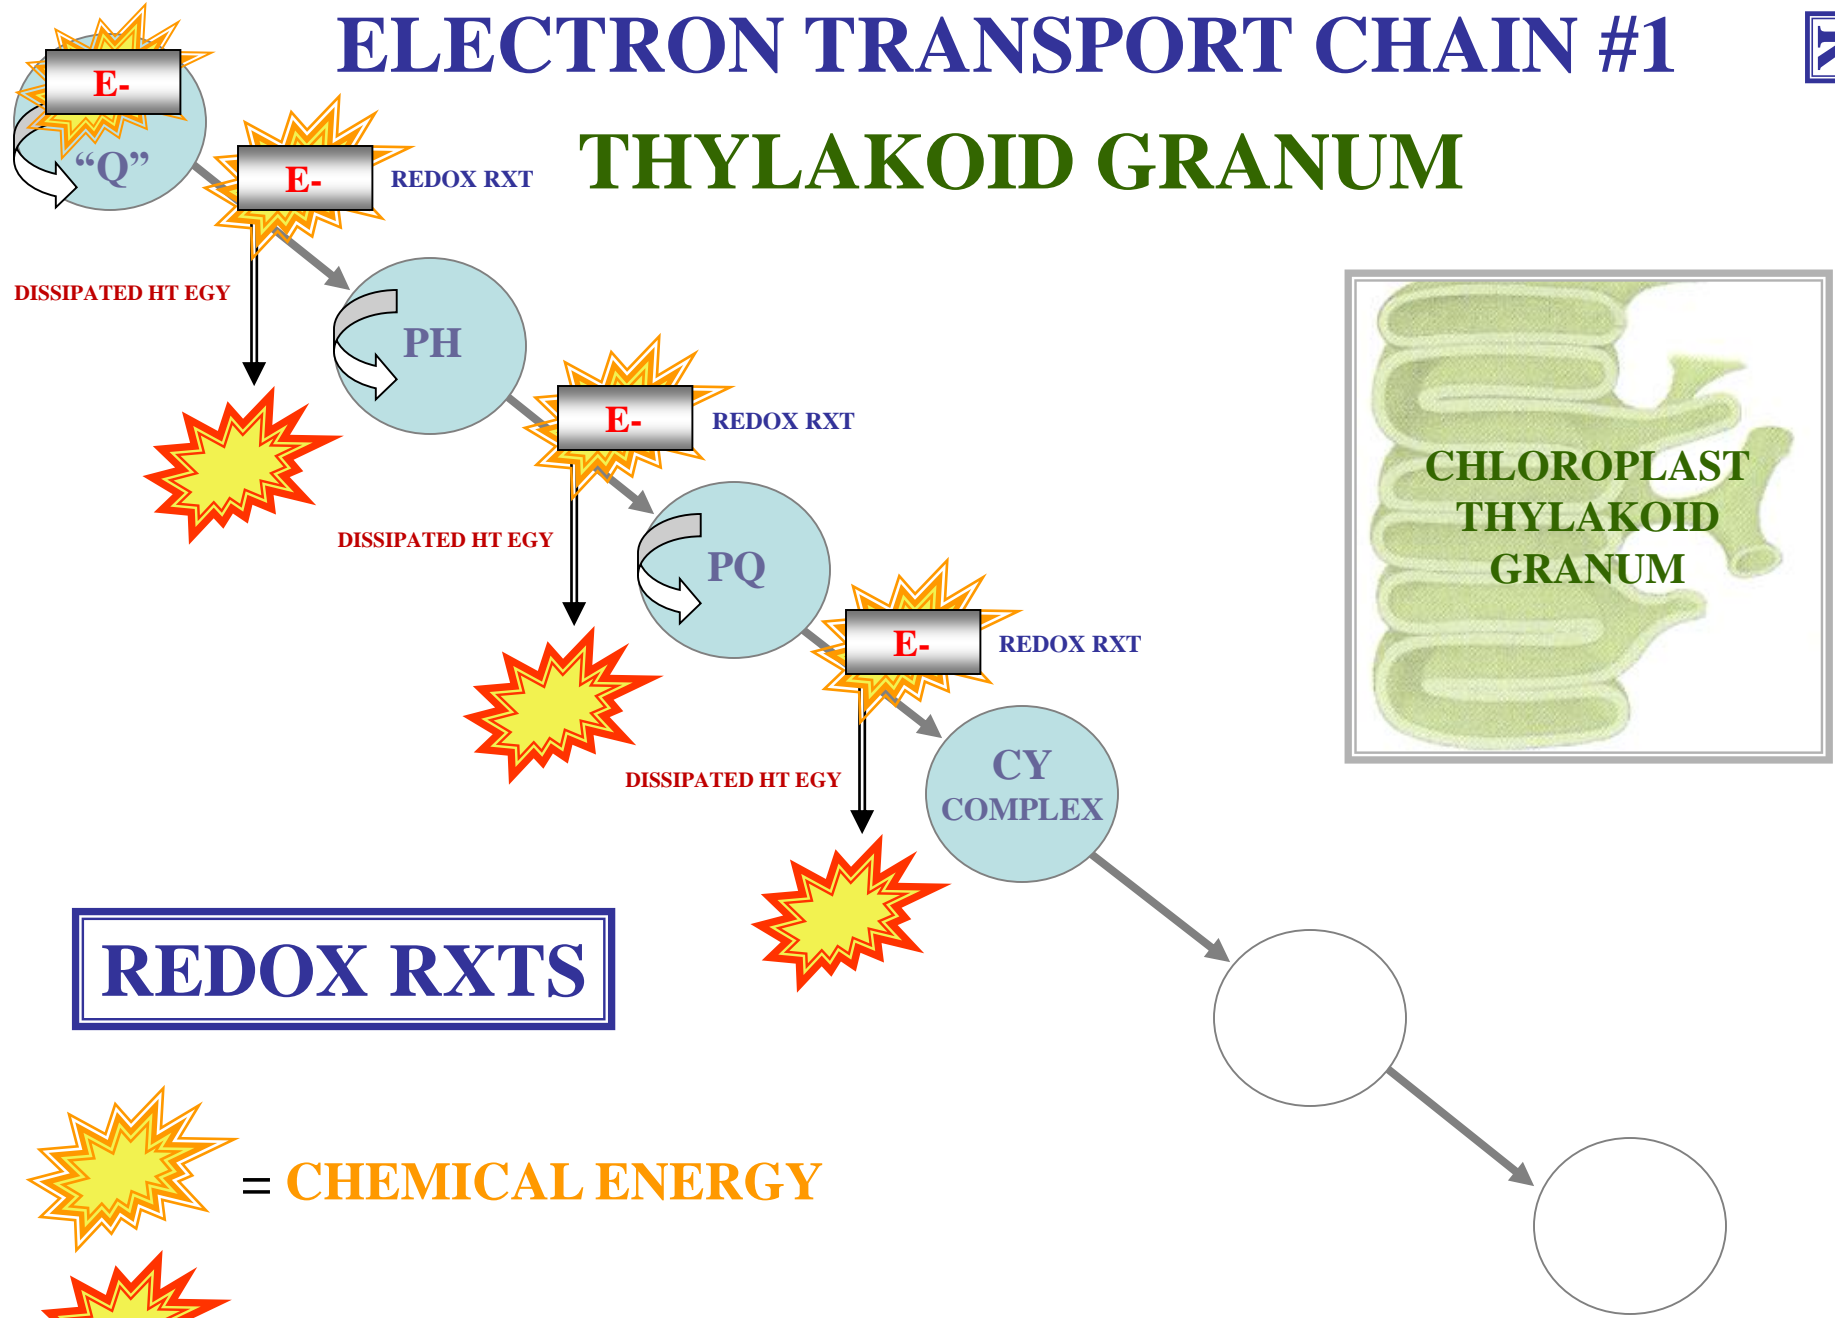 ELECTRON TRANSPORT CHAIN #1
THYLAKOID GRANUM
E-
“Q”
E-
REDOX RXT
DISSIPATED HT EGY
PH
E-
REDOX RXT
DISSIPATED HT EGY
PQ
E-
REDOX RXT
DISSIPATED HT EGY
CY
COMPLEX
CHLOROPLAST
THYLAKOID
GRANUM
REDOX RXTS
= CHEMICAL ENERGY